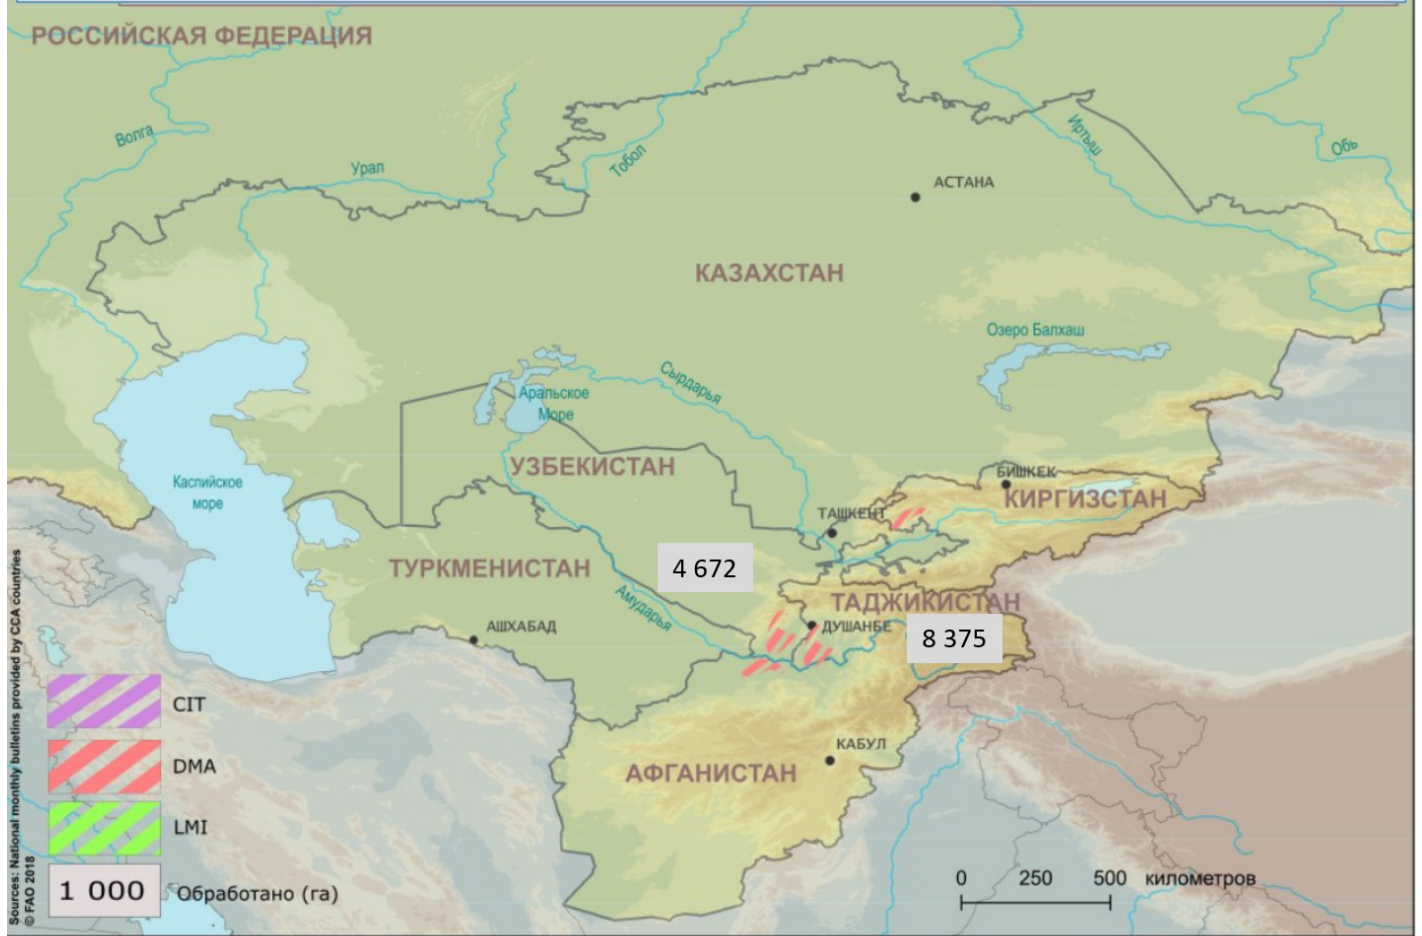 РОССИЙСКАЯ ФЕДЕРАЦИЯ
Волга
Урал
Тобол
Иртыш
Обь
АСТАНА
КАЗАХСТАН
Озеро Балхаш
Сырдарья
Аральское
Море
УЗБЕКИСТАН
Каспийское
море
БИШКЕК
КИРГИЗСТАН
ТАШКЕНТ
ТУРКМЕНИСТАН
4 672
Амударья
ТАДЖИКИСТАН
АШХАБАД
ДУШАНБЕ
8 375
КАБУЛ
АФГАНИСТАН
CIT
DMA
LMI
1 000 Обработано (га)
0 250 500 километров
Sources: National monthly bulletins provided by CCA countries
© FAO 2018